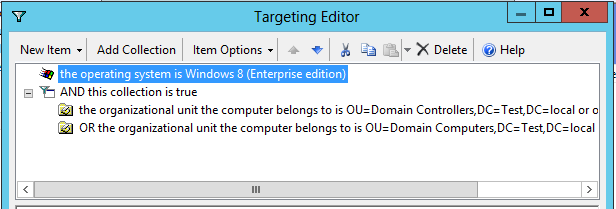 Targeting Editor
New Item Add Collection Item Options Delete Help
the operating system is Windows 8 (Enterprise edition)
AND this collection is true
the organizational unit the computer belongs to is OU=Domain Controllers,DC=Test,DC=local or o
OR the organizational unit the computer belongs to is OU=Domain Computers,DC=Test,DC=local